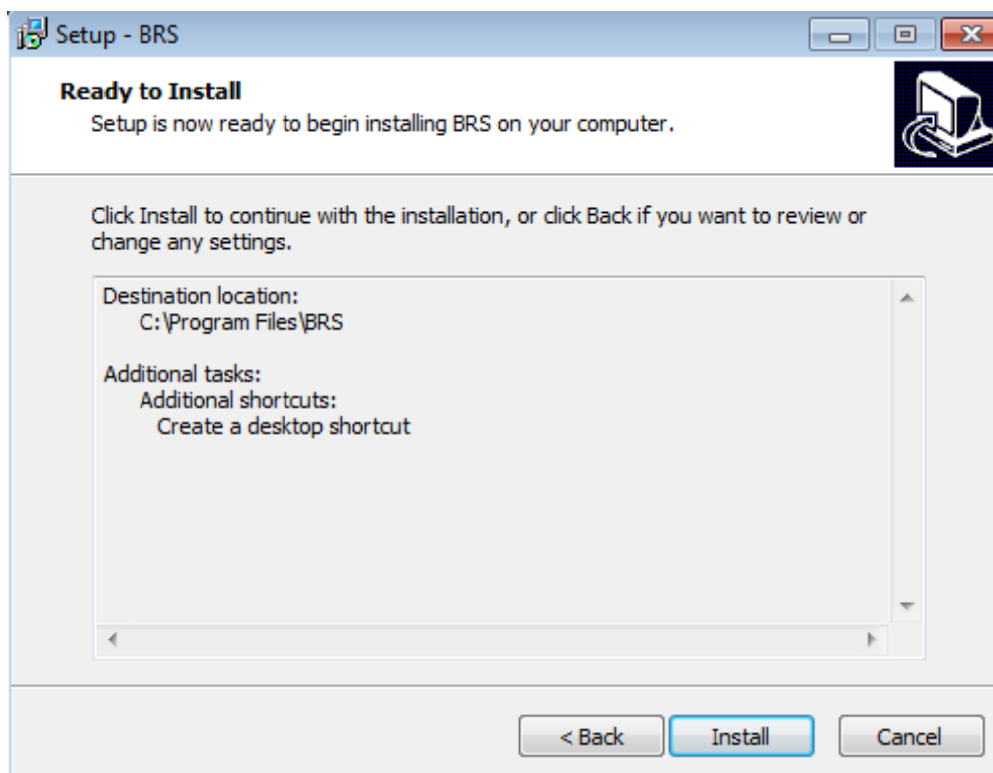 Setup - BRS
Ready to Install
Setup is now ready to begin installing BRS on your computer.
Click Install to continue with the installation, or click Back if you want to review or
change any settings.
Destination location:
C:\Program Files\BRS
Additional tasks:
Additional shortcuts:
Create a desktop shortcut
< Back
Install
Cancel